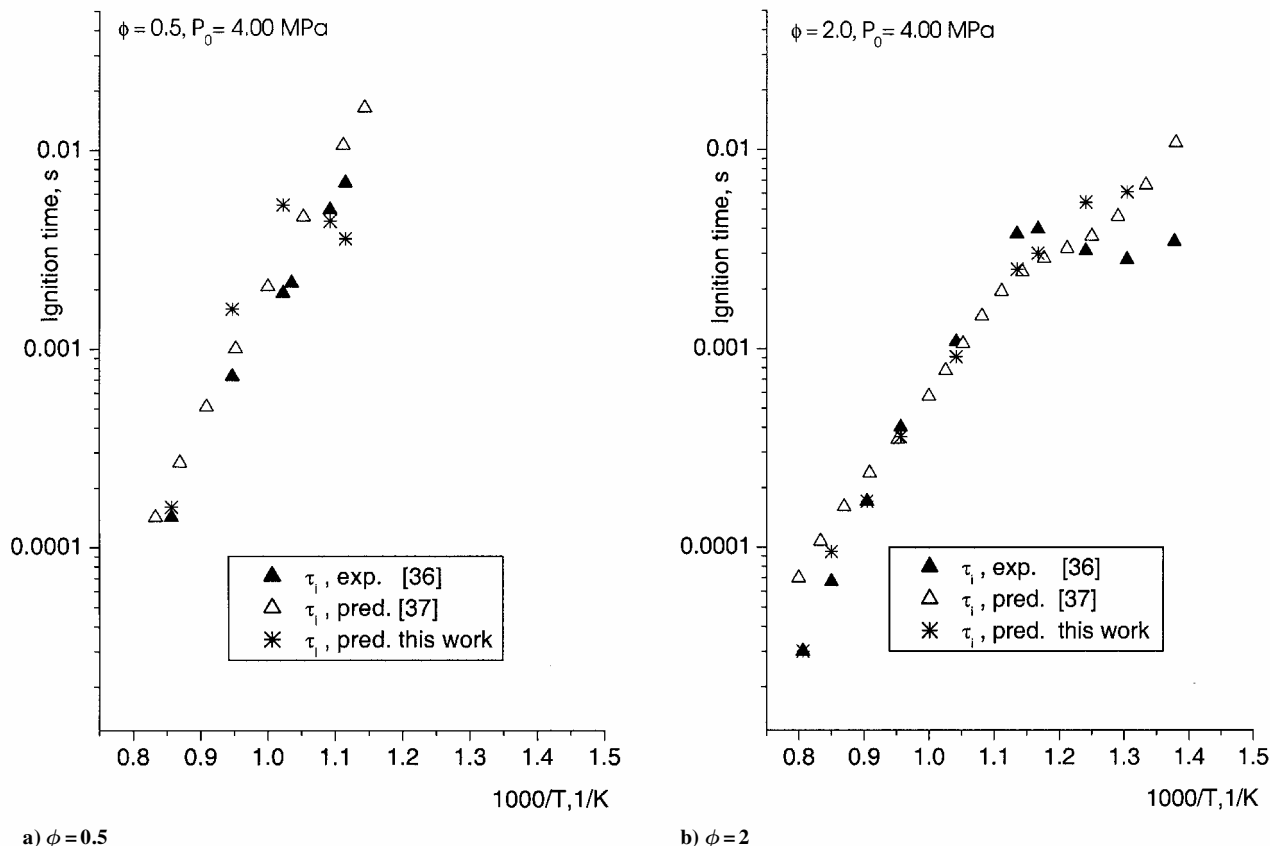 ϕ = 0.5, P0 = 4.00 MPa
Ignition time, s
0.01
0.001
0.0001
τi , exp. [36]
τi , pred. [37]
τi , pred. this work
0.8 0.9 1.0 1.1 1.2 1.3 1.4 1.5
1000/T,1/K
a) ϕ = 0.5
ϕ = 2.0, P0 = 4.00 MPa
Ignition time, s
0.01
0.001
0.0001
τi , exp. [36]
τi , pred. [37]
τi , pred. this work
0.8 0.9 1.0 1.1 1.2 1.3 1.4 1.5
1000/T,1/K
b) ϕ = 2